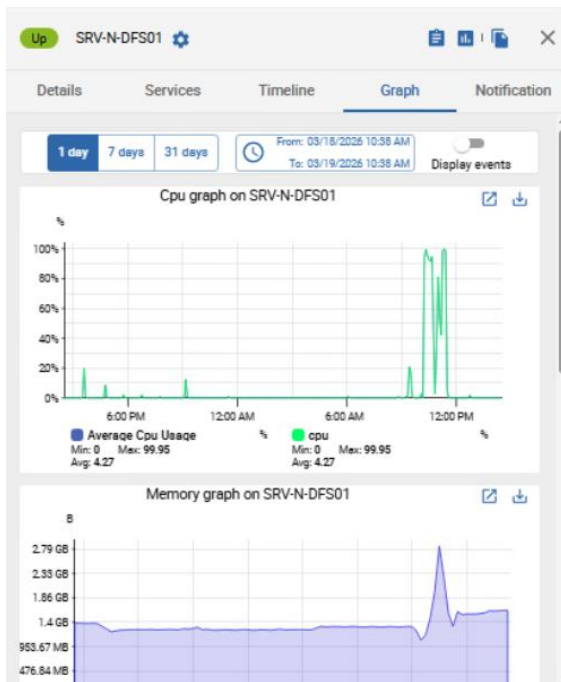 Up SRV-N-DFS01
Details Services Timeline Graph Notification
1 day 7 days 31 days From: 03/18/2026 10:38 AM
To: 03/19/2026 10:38 AM Display events
Cpu graph on SRV-N-DFS01
%
100%
80%
60%
40%
20%
0%
6:00 PM 12:00 AM 6:00 AM 12:00 PM
Average Cpu Usage % cpu %
Min: 0 Max: 99.95 Min: 0 Max: 99.95
Avg: 4.27 Avg: 4.27
Memory graph on SRV-N-DFS01
B
2.79 GB
2.33 GB
1.86 GB
1.4 GB
953.67 MB
476.84 MB